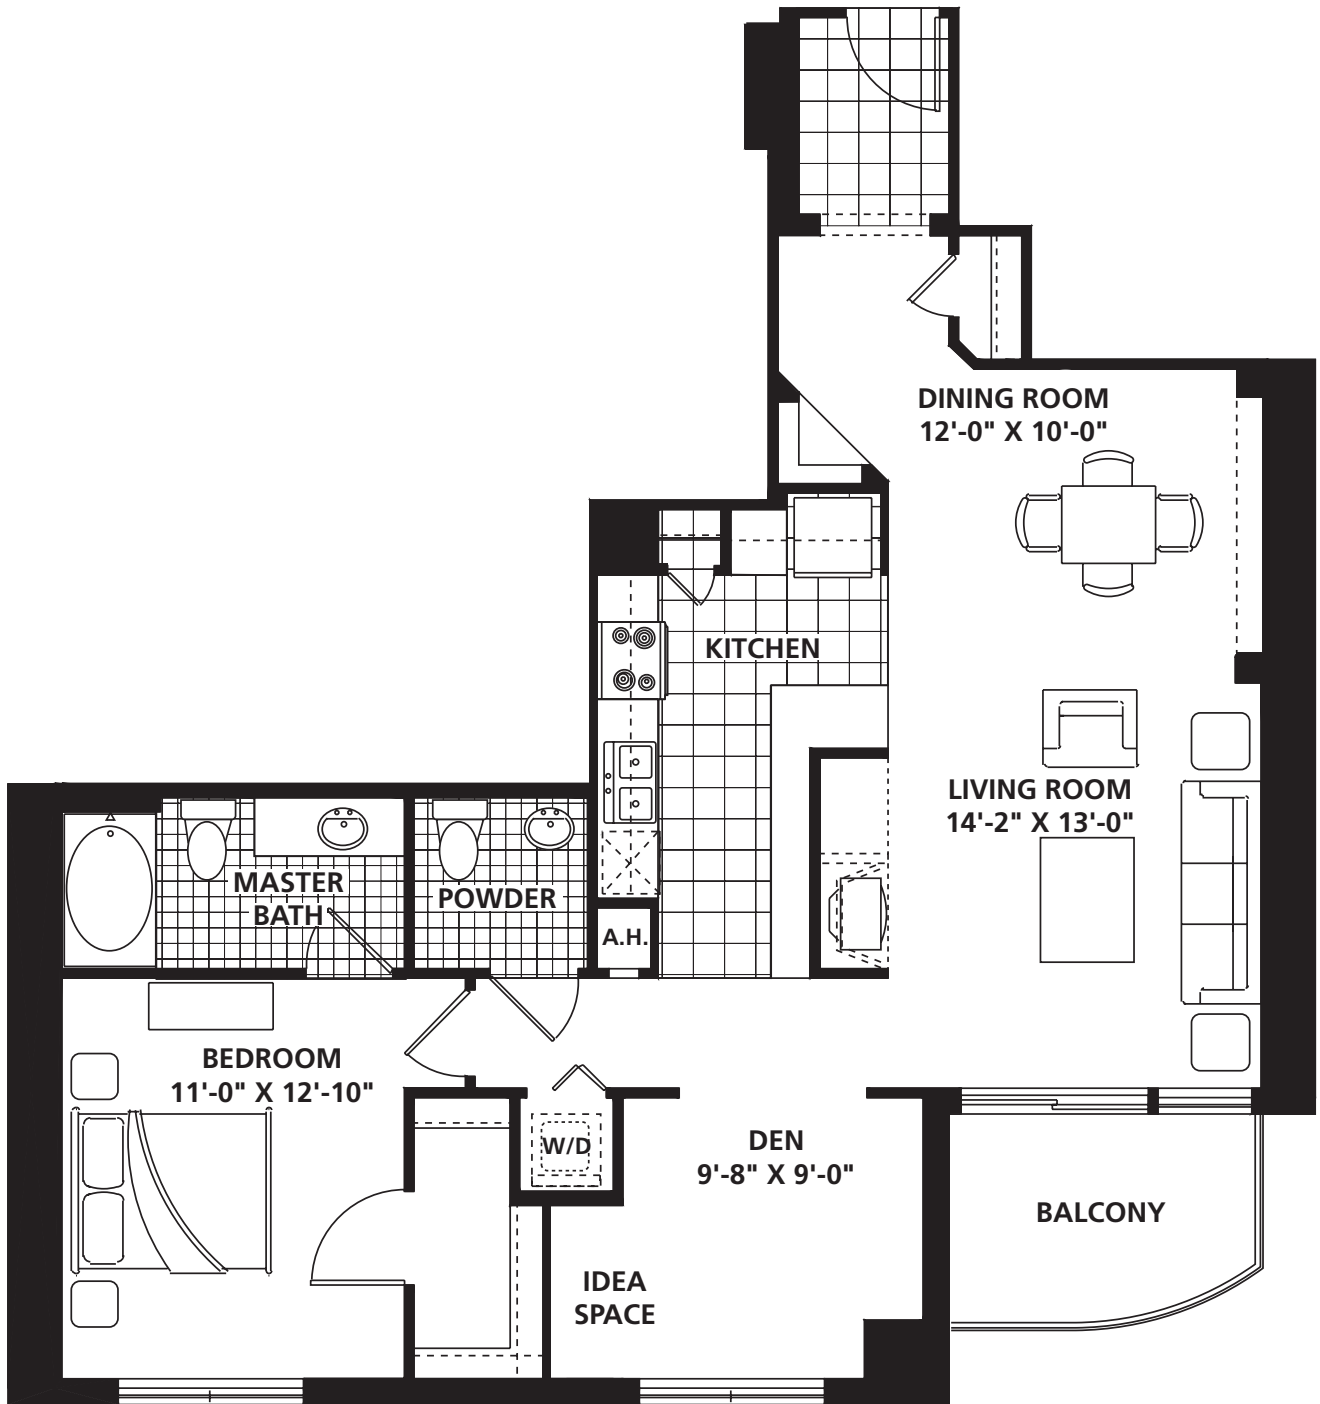 DINING ROOM
12'-0" X 10'-0"
KITCHEN
LIVING ROOM
14'-2" X 13'-0"
MASTER
BATH
POWDER
A.H.
BEDROOM
11'-0" X 12'-10"
W/D
DEN
9'-8" X 9'-0"
BALCONY
IDEA
SPACE